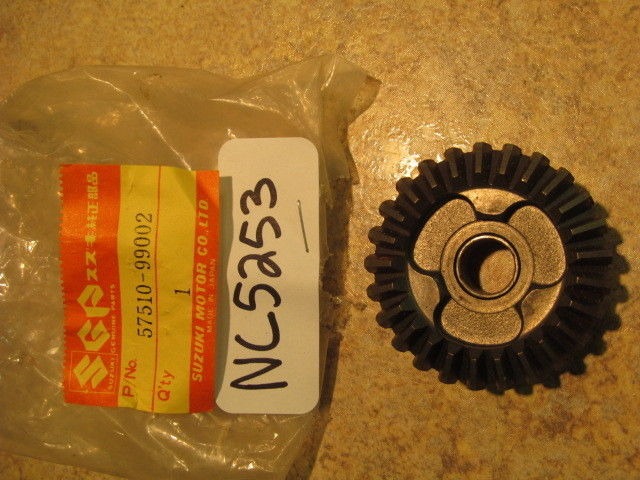 SGP スズキ純正部品
SUZUKI GENUINE PARTS
P/No. 57510-99002
Q'ty 1
SUZUKI MOTOR CO., LTD.
MADE IN JAPAN
NC5253